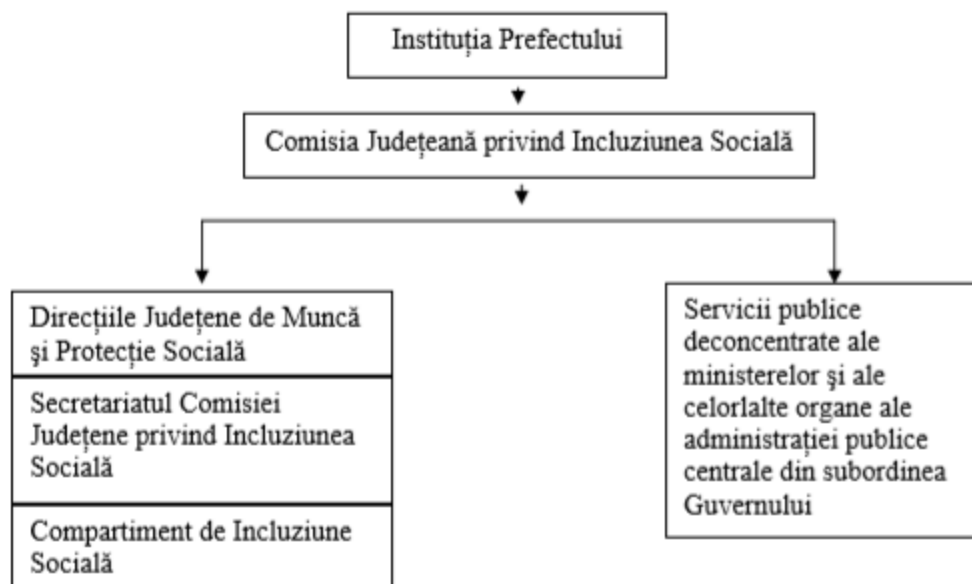 Instituția Prefectului
Comisia Județeană privind Incluziunea Socială
Direcțiile Județene de Muncă
şi Protecție Socială
Secretariatul Comisiei
Județene privind Incluziunea
Socială
Compartiment de Incluziune
Socială
Servicii publice
deconcentrate ale
ministerelor şi ale
celorlalte organe ale
administrației publice
centrale din subordinea
Guvernului